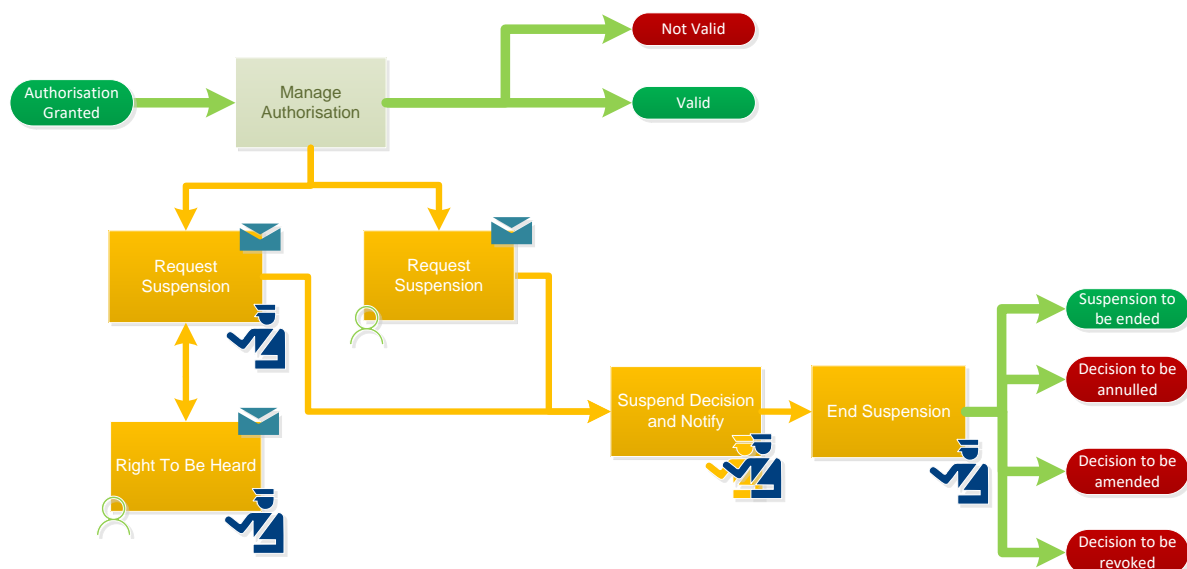 Not Valid
Authorisation
Granted
Manage
Authorisation
Valid
Request
Suspension
Request
Suspension
Suspension to
be ended
Decision to be
annulled
Suspend Decision
and Notify
End Suspension
Right To Be Heard
Decision to be
amended
Decision to be
revoked